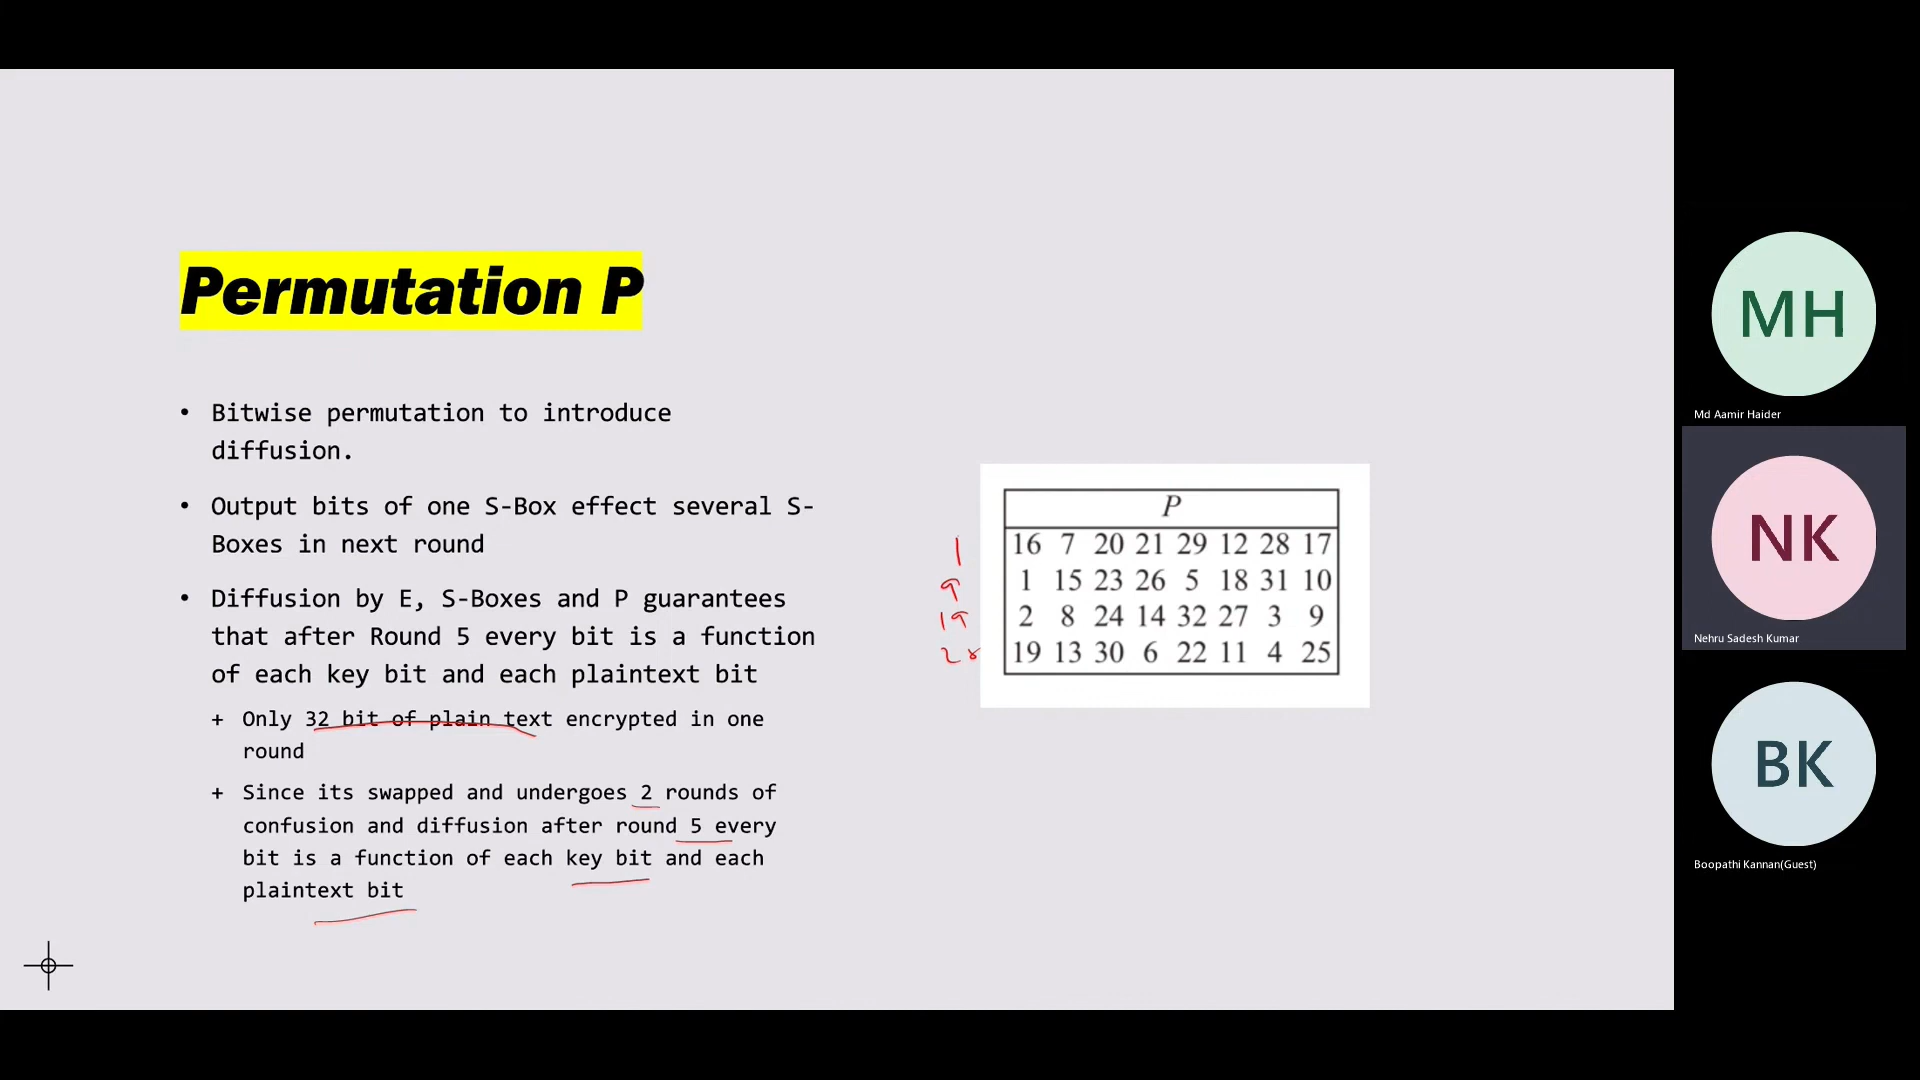 Permutation P
• Bitwise permutation to introduce
diffusion.
• Output bits of one S-Box effect several S-
Boxes in next round
• Diffusion by E, S-Boxes and P guarantees
that after Round 5 every bit is a function
of each key bit and each plaintext bit
+ Only 32 bit of plain text encrypted in one
round
+ Since its swapped and undergoes 2 rounds of
confusion and diffusion after round 5 every
bit is a function of each key bit and each
plaintext bit
P
1 16 7 20 21 29 12 28 17
9 1 15 23 26 5 18 31 10
19 2 8 24 14 32 27 3 9
19 13 30 6 22 11 4 25
MH
Md Aamir Haider
NK
Nehru Sadesh Kumar
BK
Boopathi Kannan(Guest)